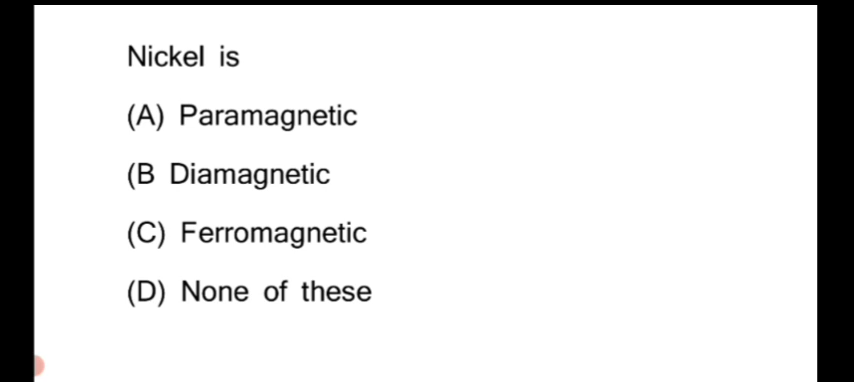 Nickel is
(A) Paramagnetic
(B Diamagnetic
(C) Ferromagnetic
(D) None of these